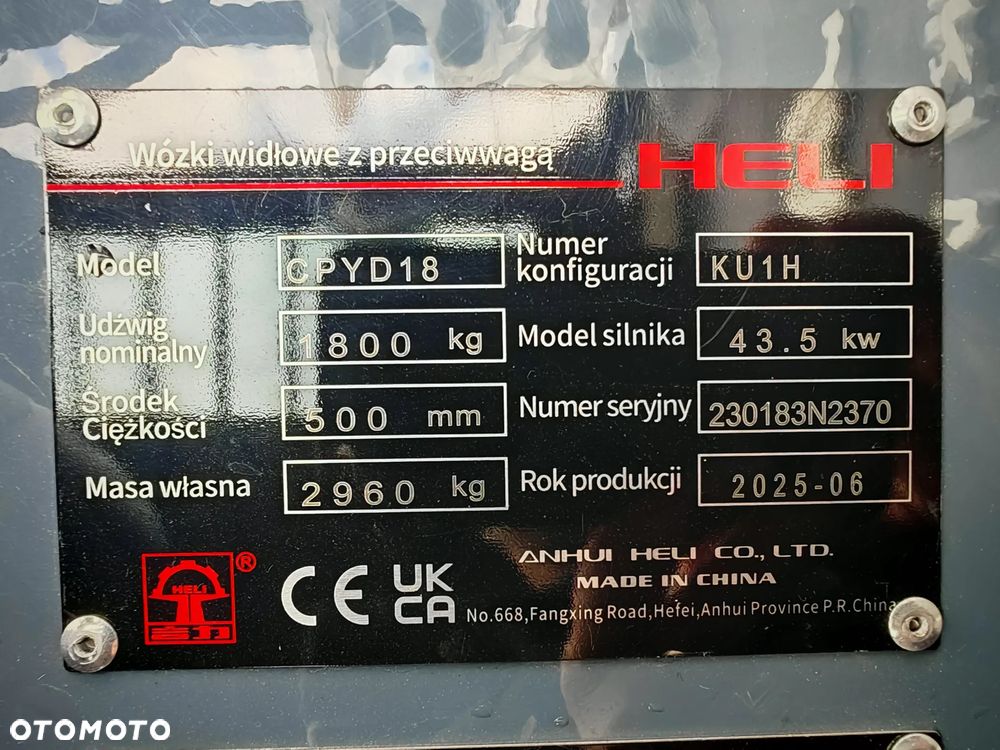 Wózki widłowe z przeciwwagą
HELI
Model CPYD18
Numer konfiguracji KU1H
Udźwig nominalny 1800 kg
Model silnika 43.5 kw
Środek Ciężkości 500 mm
Numer seryjny 230183N2370
Masa własna 2960 kg
Rok produkcji 2025-06
HELI
合力
®
CE
UK
CA
ANHUI HELI CO., LTD.
MADE IN CHINA
No.668,Fangxing Road,Hefei,Anhui Province P.R.China
OTOMOTO